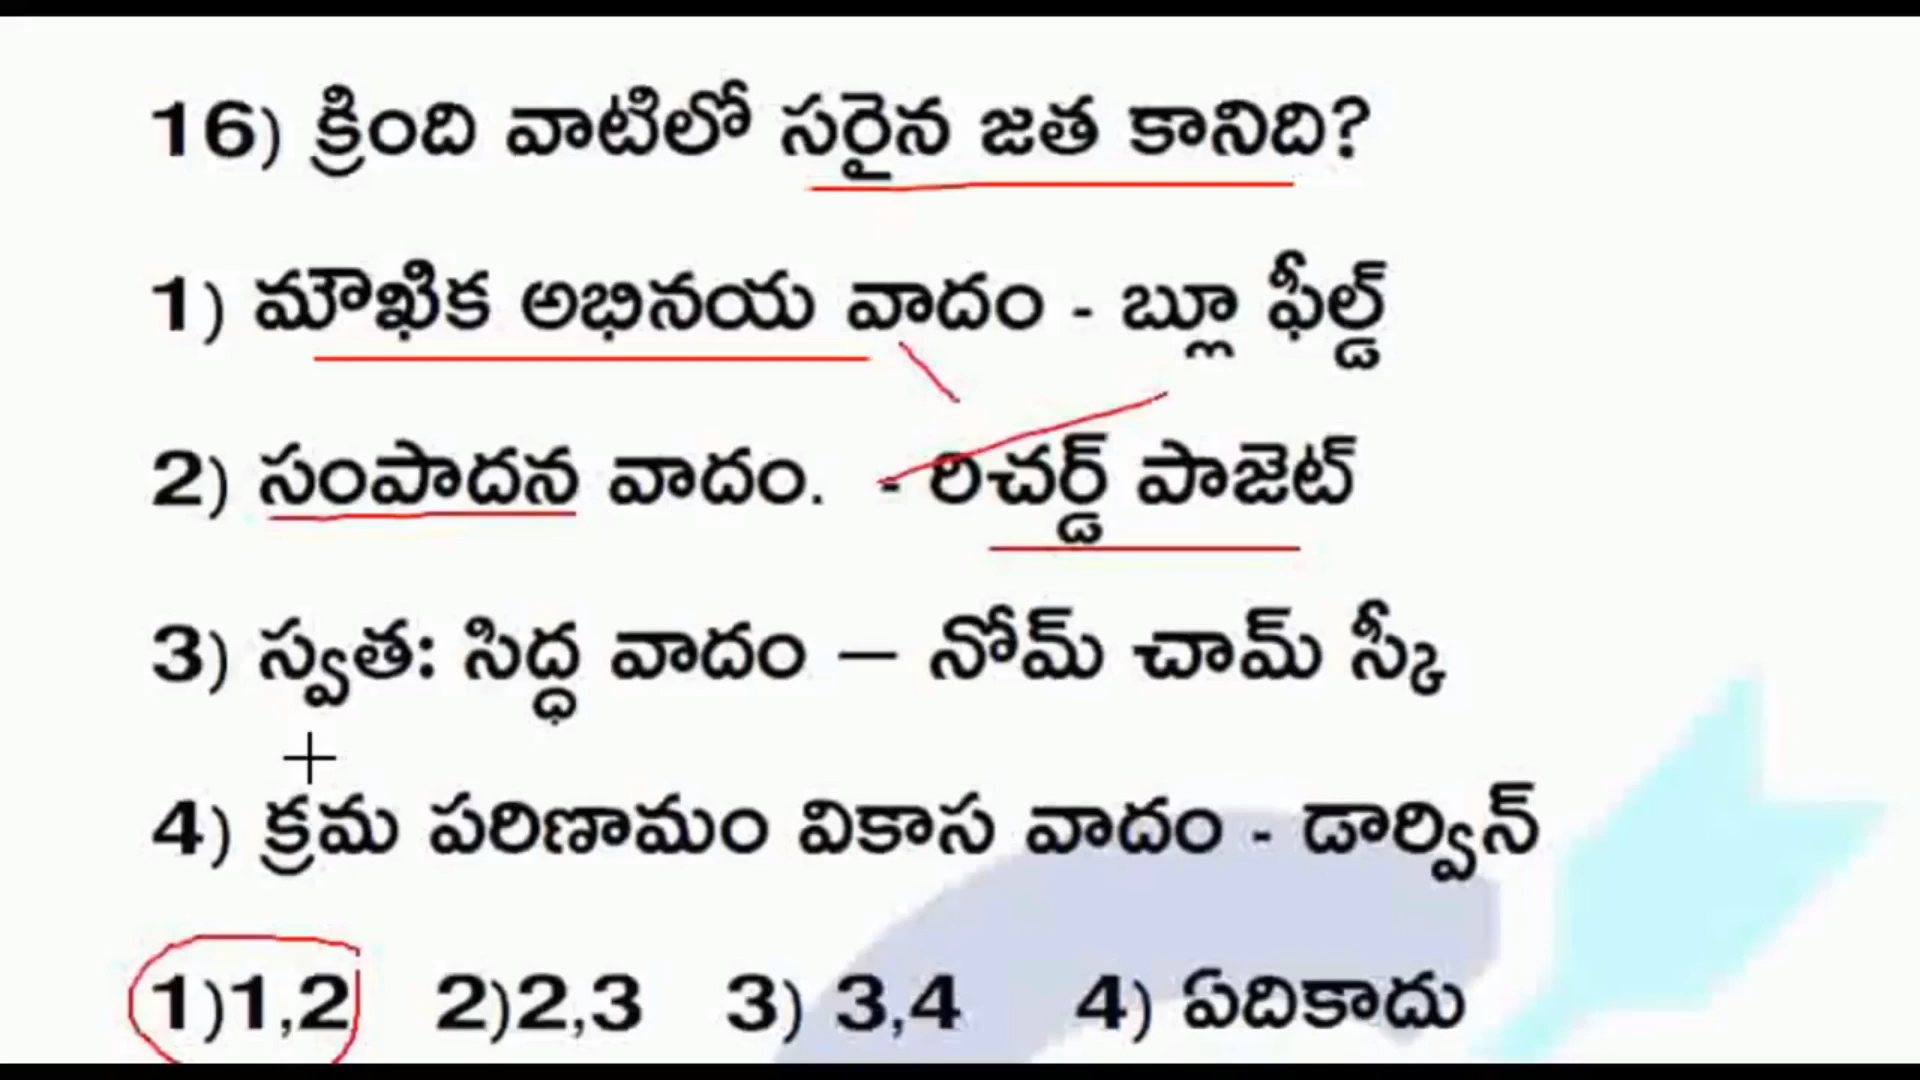 16) క్రింది వాటిలో సరైన జత కానిది?
1) మౌఖిక అభినయ వాదం - బ్లూ ఫీల్డ్
2) సంపాదన వాదం. - రిచర్డ్ పాజెట్
3) స్వత: సిద్ధ వాదం – నోమ్ చామ్ స్కీ
4) క్రమ పరిణామం వికాస వాదం - డార్విన్
1)1,2 2)2,3 3) 3,4 4) ఏదికాదు